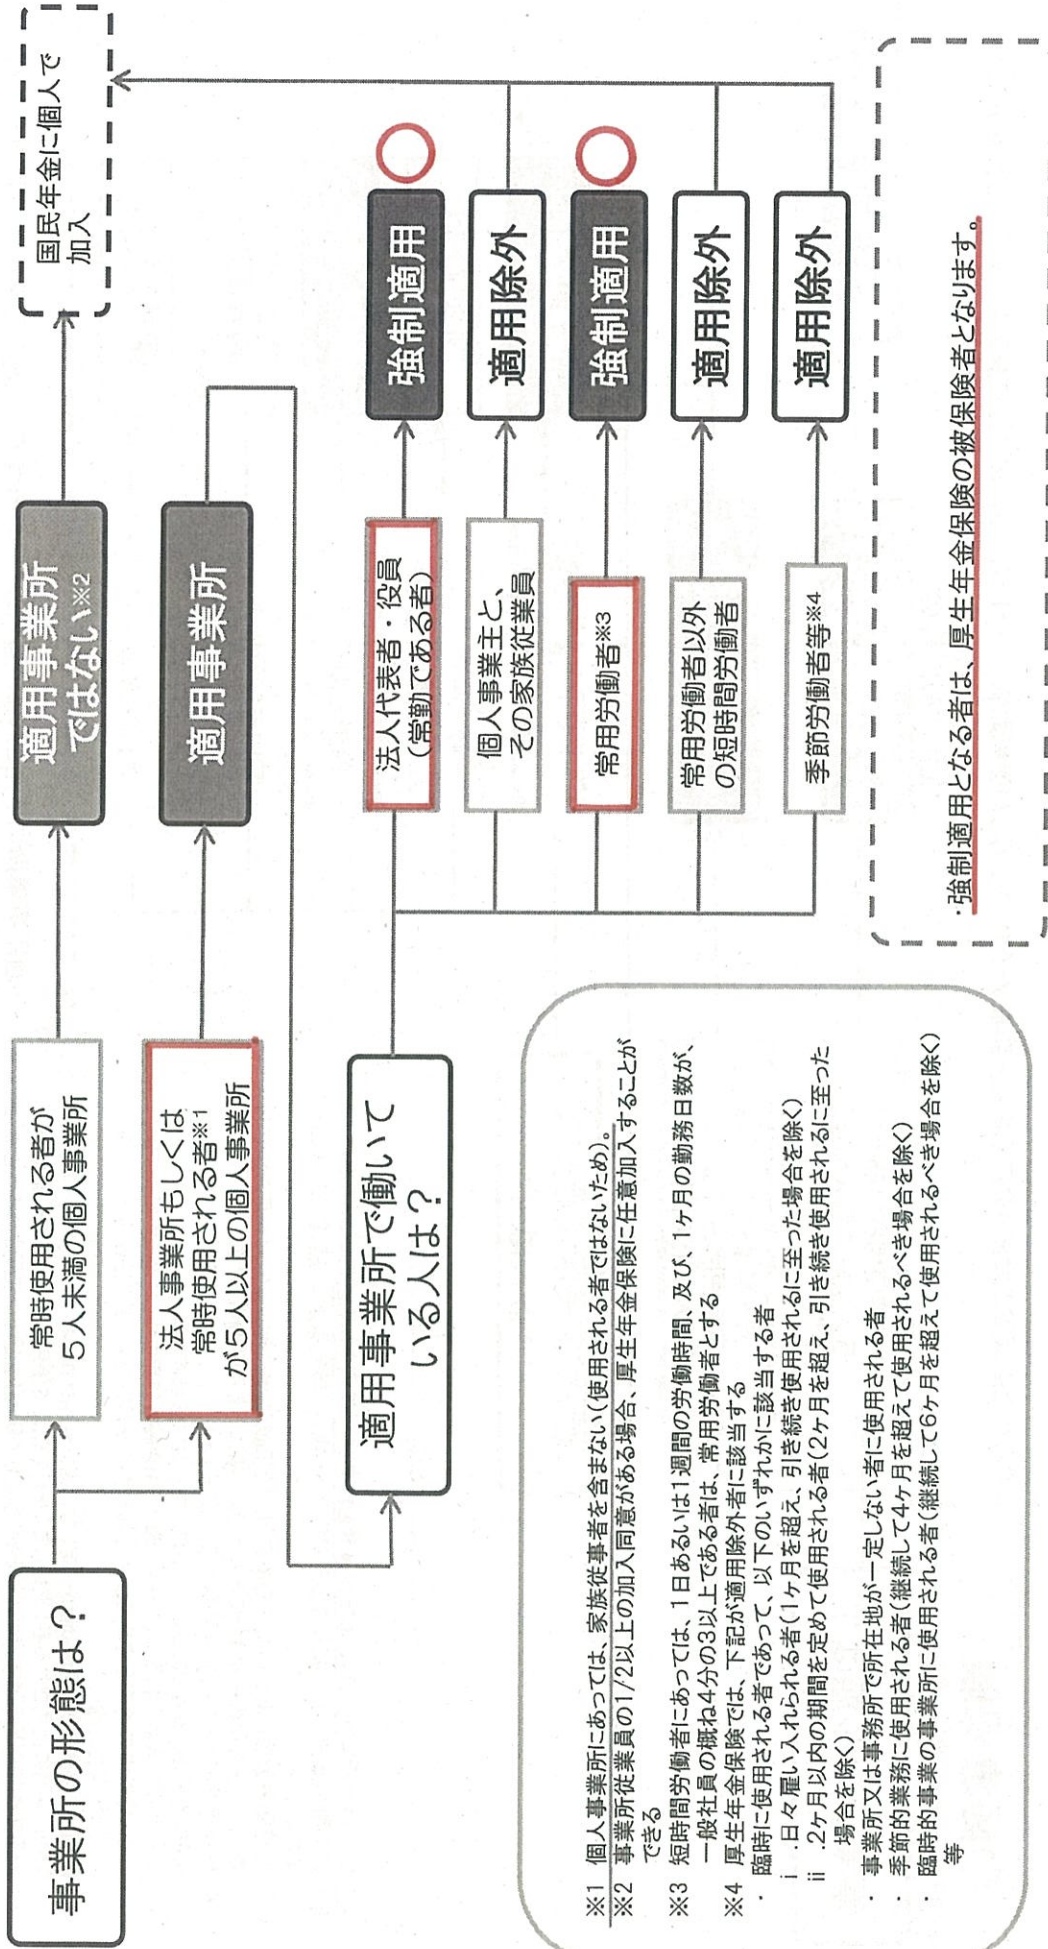 事業所の形態は？
常時使用される者が
５人未満の個人事業所
適用事業所
ではない※2
国民年金に個人で
加入
法人事業所もしくは
常時使用される者※1
が５人以上の個人事業所
適用事業所
適用事業所で働いて
いる人は？
法人代表者・役員
（常勤である者）
強制適用
個人事業主と、
その家族従業員
適用除外
常用労働者※3
強制適用
常用労働者以外
の短時間労働者
適用除外
季節労働者等※4
適用除外
※1 個人事業所にあっては、家族従事者を含まない（使用される者ではないため）。
※2 事業所従業員の1/2以上の加入同意がある場合、厚生年金保険に任意加入することが
できる
※3 短時間労働者にあっては、1日あるいは1週間の労働時間、及び、1ヶ月の勤務日数が、
一般社員の概ね4分の3以上である者は、常用労働者とする
※4 厚生年金保険では、下記が適用除外者に該当する
・ 臨時に使用される者であって、以下のいずれかに該当する者
ⅰ .日々雇い入れられる者（1ヶ月を超え、引き続き使用されるに至った場合を除く）
ⅱ .2ヶ月以内の期間を定めて使用される者（2ヶ月を超え、引き続き使用されるに至った
場合を除く）
・ 事業所又は事務所で所在地が一定しない者に使用される者
・ 季節的業務に使用される者（継続して4ヶ月を超えて使用されるべき場合を除く）
・ 臨時的事業の事業所に使用される者（継続して6ヶ月を超えて使用されるべき場合を除く）
等
・強制適用となる者は、厚生年金保険の被保険者となります。